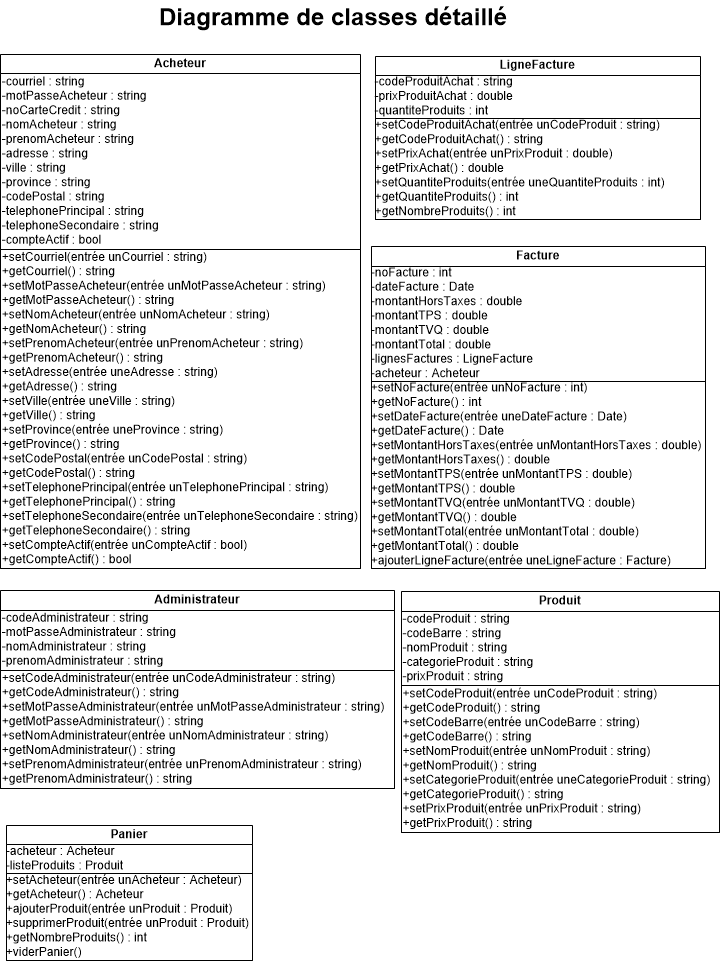 Diagramme de classes détaillé
Acheteur
-courriel : string
-motPasseAcheteur : string
-noCarteCredit : string
-nomAcheteur : string
-prenomAcheteur : string
-adresse : string
-ville : string
-province : string
-codePostal : string
-telephonePrincipal : string
-telephoneSecondaire : string
-compteActif : bool
+setCourriel(entrée unCourriel : string)
+getCourriel() : string
+setMotPasseAcheteur(entrée unMotPasseAcheteur : string)
+getMotPasseAcheteur() : string
+setNomAcheteur(entrée unNomAcheteur : string)
+getNomAcheteur() : string
+setPrenomAcheteur(entrée unPrenomAcheteur : string)
+getPrenomAcheteur() : string
+setAdresse(entrée uneAdresse : string)
+getAdresse() : string
+setVille(entrée uneVille : string)
+getVille() : string
+setProvince(entrée uneProvince : string)
+getProvince() : string
+setCodePostal(entrée unCodePostal : string)
+getCodePostal() : string
+setTelephonePrincipal(entrée unTelephonePrincipal : string)
+getTelephonePrincipal() : string
+setTelephoneSecondaire(entrée unTelephoneSecondaire : string)
+getTelephoneSecondaire() : string
+setCompteActif(entrée unCompteActif : bool)
+getCompteActif() : bool
LigneFacture
-codeProduitAchat : string
-prixProduitAchat : double
-quantiteProduits : int
+setCodeProduitAchat(entrée unCodeProduit : string)
+getCodeProduitAchat() : string
+setPrixAchat(entrée unPrixProduit : double)
+getPrixAchat() : double
+setQuantiteProduits(entrée uneQuantiteProduits : int)
+getQuantiteProduits() : int
+getNombreProduits() : int
Facture
-noFacture : int
-dateFacture : Date
-montantHorsTaxes : double
-montantTPS : double
-montantTVQ : double
-montantTotal : double
-lignesFactures : LigneFacture
-acheteur : Acheteur
+setNoFacture(entrée unNoFacture : int)
+getNoFacture() : int
+setDateFacture(entrée uneDateFacture : Date)
+getDateFacture() : Date
+setMontantHorsTaxes(entrée unMontantHorsTaxes : double)
+getMontantHorsTaxes() : double
+setMontantTPS(entrée unMontantTPS : double)
+getMontantTPS() : double
+setMontantTVQ(entrée unMontantTVQ : double)
+getMontantTVQ() : double
+setMontantTotal(entrée unMontantTotal : double)
+getMontantTotal() : double
+ajouterLigneFacture(entrée uneLigneFacture : Facture)
Administrateur
-codeAdministrateur : string
-motPasseAdministrateur : string
-nomAdministrateur : string
-prenomAdministrateur : string
+setCodeAdministrateur(entrée unCodeAdministrateur : string)
+getCodeAdministrateur() : string
+setMotPasseAdministrateur(entrée unMotPasseAdministrateur : string)
+getMotPasseAdministrateur() : string
+setNomAdministrateur(entrée unNomAdministrateur : string)
+getNomAdministrateur() : string
+setPrenomAdministrateur(entrée unPrenomAdministrateur : string)
+getPrenomAdministrateur() : string
Produit
-codeProduit : string
-codeBarre : string
-nomProduit : string
-categorieProduit : string
-prixProduit : string
+setCodeProduit(entrée unCodeProduit : string)
+getCodeProduit() : string
+setCodeBarre(entrée unCodeBarre : string)
+getCodeBarre() : string
+setNomProduit(entrée unNomProduit : string)
+getNomProduit() : string
+setCategorieProduit(entrée uneCategorieProduit : string)
+getCategorieProduit() : string
+setPrixProduit(entrée unPrixProduit : string)
+getPrixProduit() : string
Panier
-acheteur : Acheteur
-listeProduits : Produit
+setAcheteur(entrée unAcheteur : Acheteur)
+getAcheteur() : Acheteur
+ajouterProduit(entrée unProduit : Produit)
+supprimerProduit(entrée unProduit : Produit)
+getNombreProduits() : int
+viderPanier()